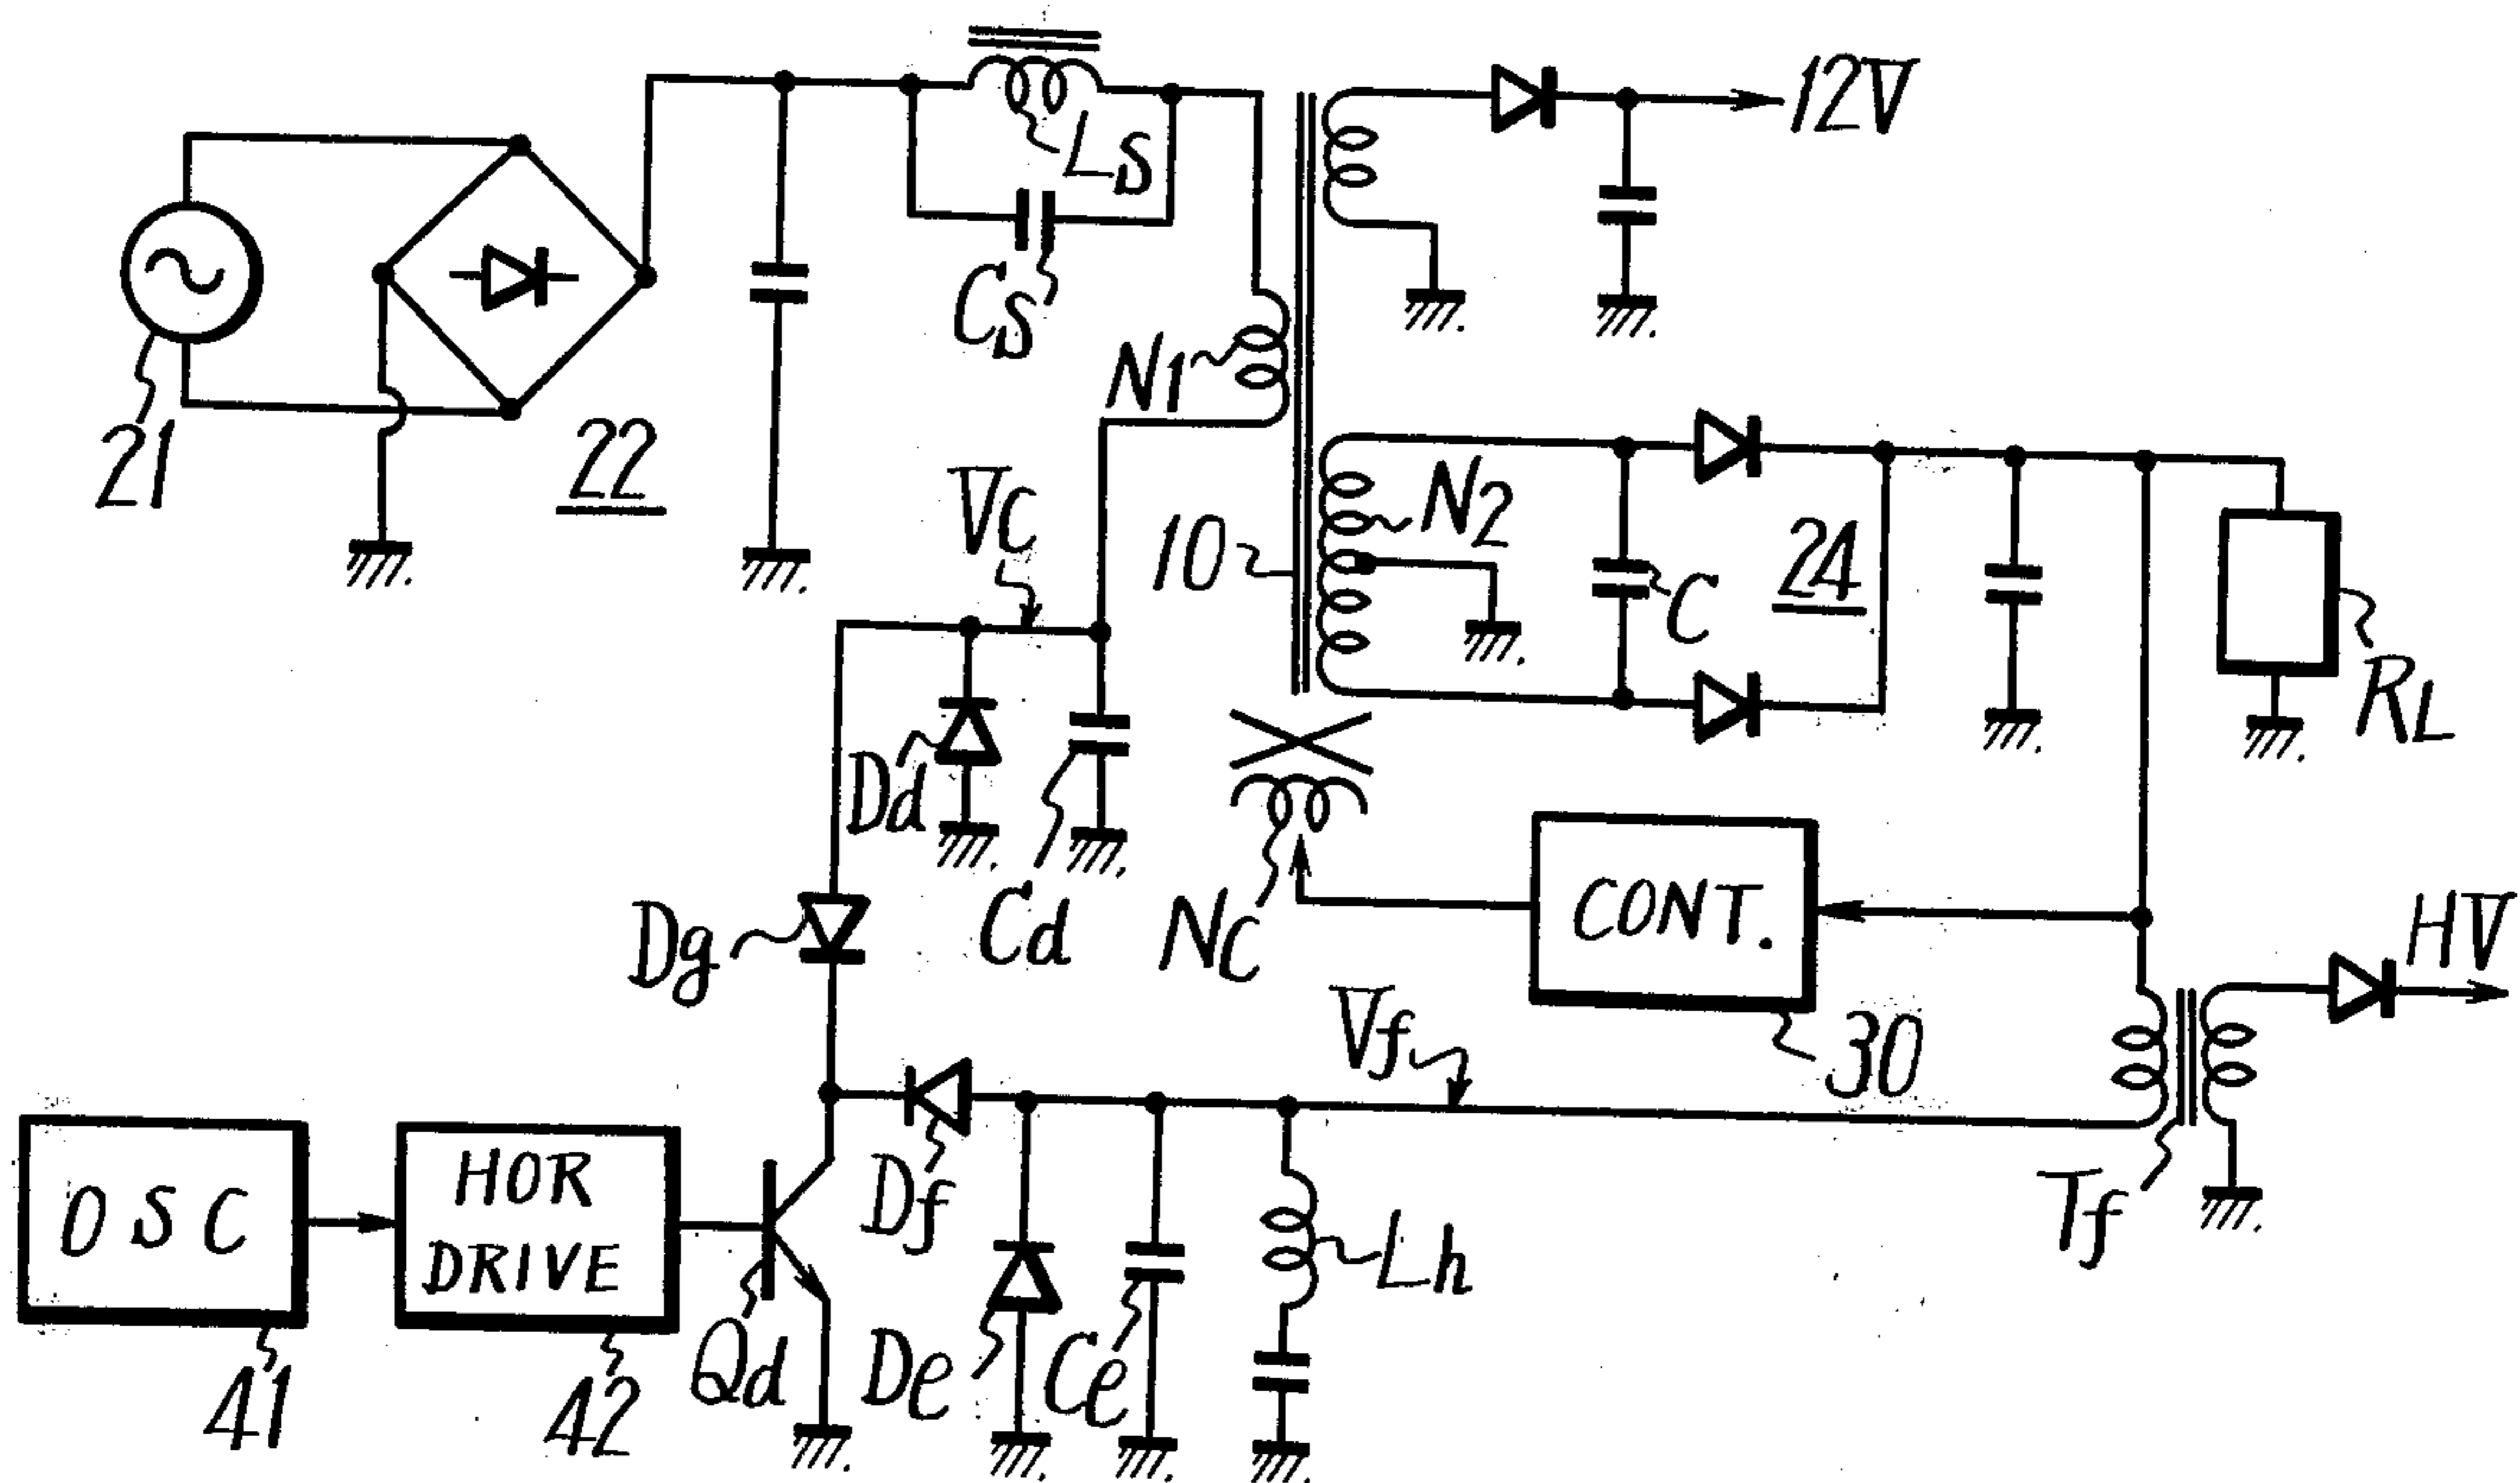 12V
Ls
Cs
N1
21
22
Vc
10
N2
C
24
RL
Dd
Cd
Nc
CONT.
30
HV
Dg
Vf
Tf
OSC
41
HOR
DRIVE
42
Qd
Df
De
Ce
Lh